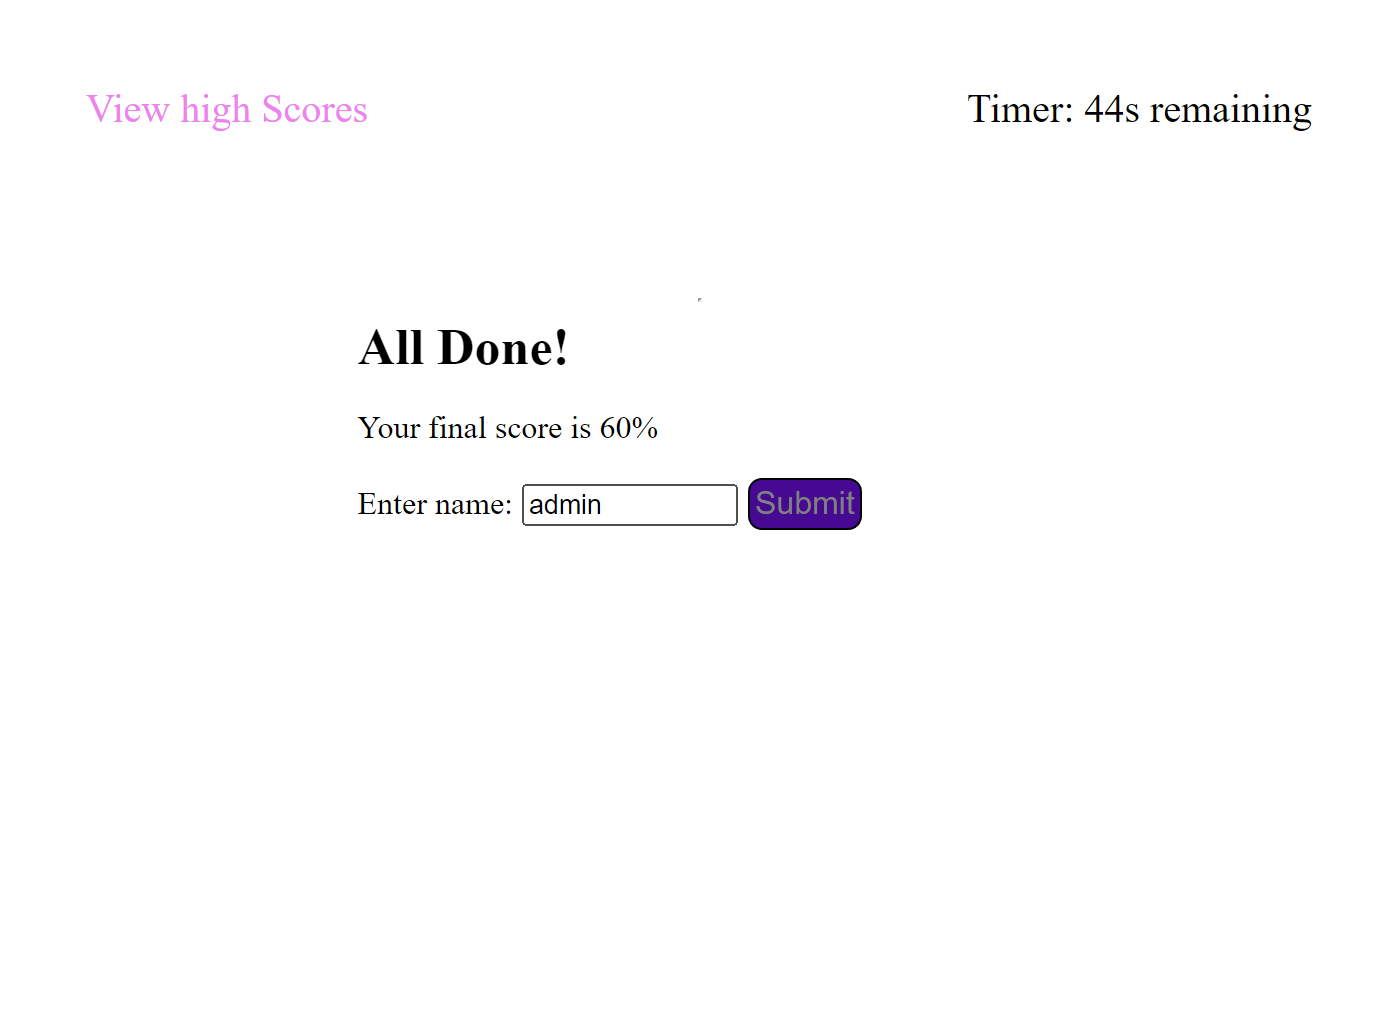 View high Scores
Timer: 44s remaining
All Done!
Your final score is 60%
Enter name: admin Submit